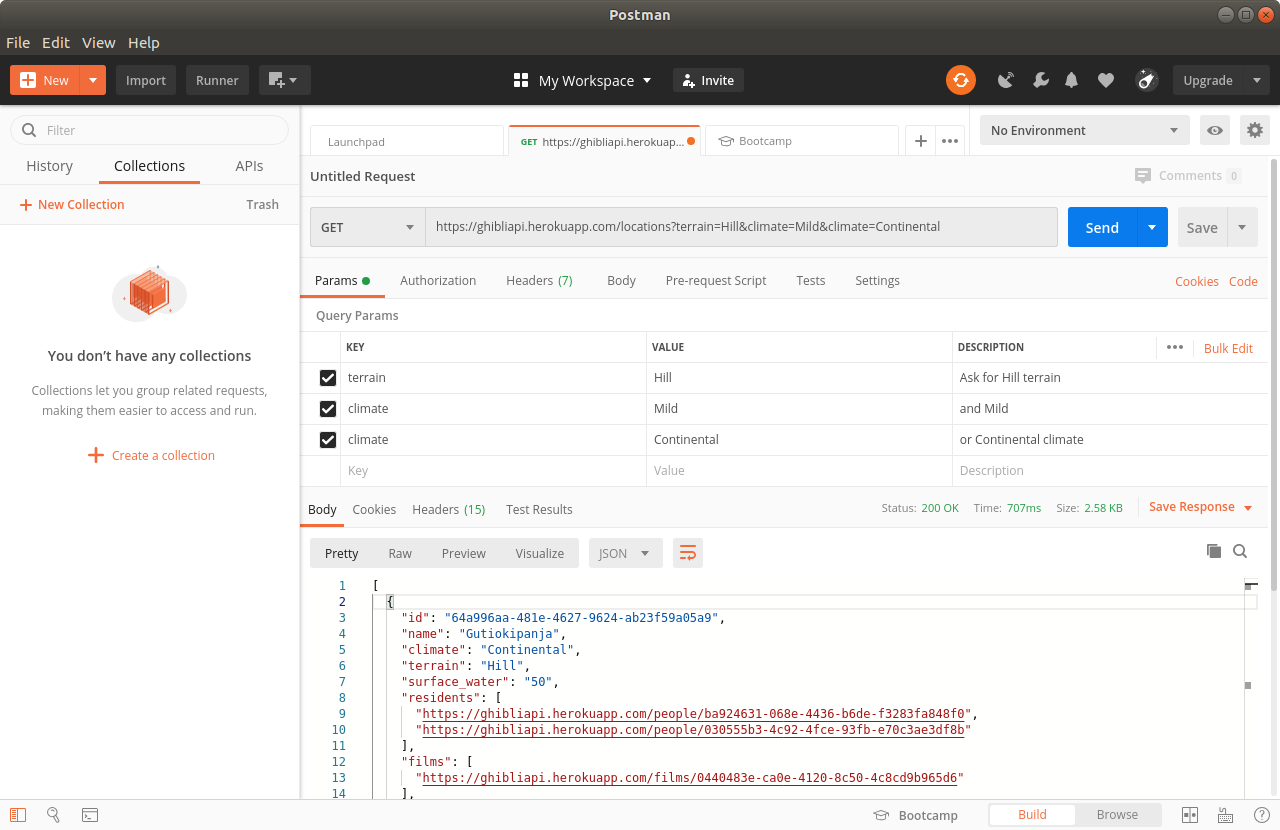 Postman
File Edit View Help
New Import Runner My Workspace Invite Upgrade
Filter
History Collections APIs
New Collection Trash
You don’t have any collections
Collections let you group related requests,
making them easier to access and run.
Create a collection
Launchpad GET https://ghibliapi.herokuap... Bootcamp No Environment
Untitled Request Comments 0
GET https://ghibliapi.herokuapp.com/locations?terrain=Hill&climate=Mild&climate=Continental Send Save
Params Authorization Headers (7) Body Pre-request Script Tests Settings Cookies Code
Query Params
KEY VALUE DESCRIPTION ••• Bulk Edit
terrain Hill Ask for Hill terrain
climate Mild and Mild
climate Continental or Continental climate
Key Value Description
Body Cookies Headers (15) Test Results Status: 200 OK Time: 707ms Size: 2.58 KB Save Response
Pretty Raw Preview Visualize JSON
1 [
2 {
3 "id": "64a996aa-481e-4627-9624-ab23f59a05a9",
4 "name": "Gutiokipanja",
5 "climate": "Continental",
6 "terrain": "Hill",
7 "surface_water": "50",
8 "residents": [
9 "https://ghibliapi.herokuapp.com/people/ba924631-068e-4436-b6de-f3283fa848f0",
10 "https://ghibliapi.herokuapp.com/people/030555b3-4c92-4fce-93fb-e70c3ae3df8b"
11 ],
12 "films": [
13 "https://ghibliapi.herokuapp.com/films/0440483e-ca0e-4120-8c50-4c8cd9b965d6"
14 ],
Bootcamp Build Browse